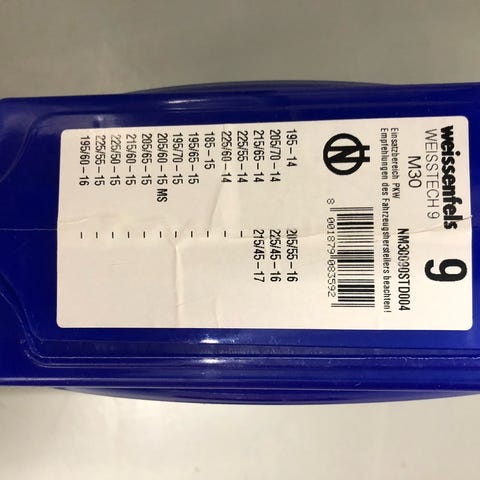 weissenfels 9
WEISSTECH 9
M30
NM30090STD004
Einsatzbereich PKW
Empfehlungen des Fahrzeugsherstellers beachten!
8 001879 083592
195–14 205/55–16
205/70–14 225/45–16
215/65–14 215/45–17
225/55–14 –
225/60–14 –
185–15 –
195/65–15 –
195/70–15 –
205/60–15 MS –
205/65–15 –
215/60–15 –
225/50–15 –
225/55–15 –
195/60–16 –